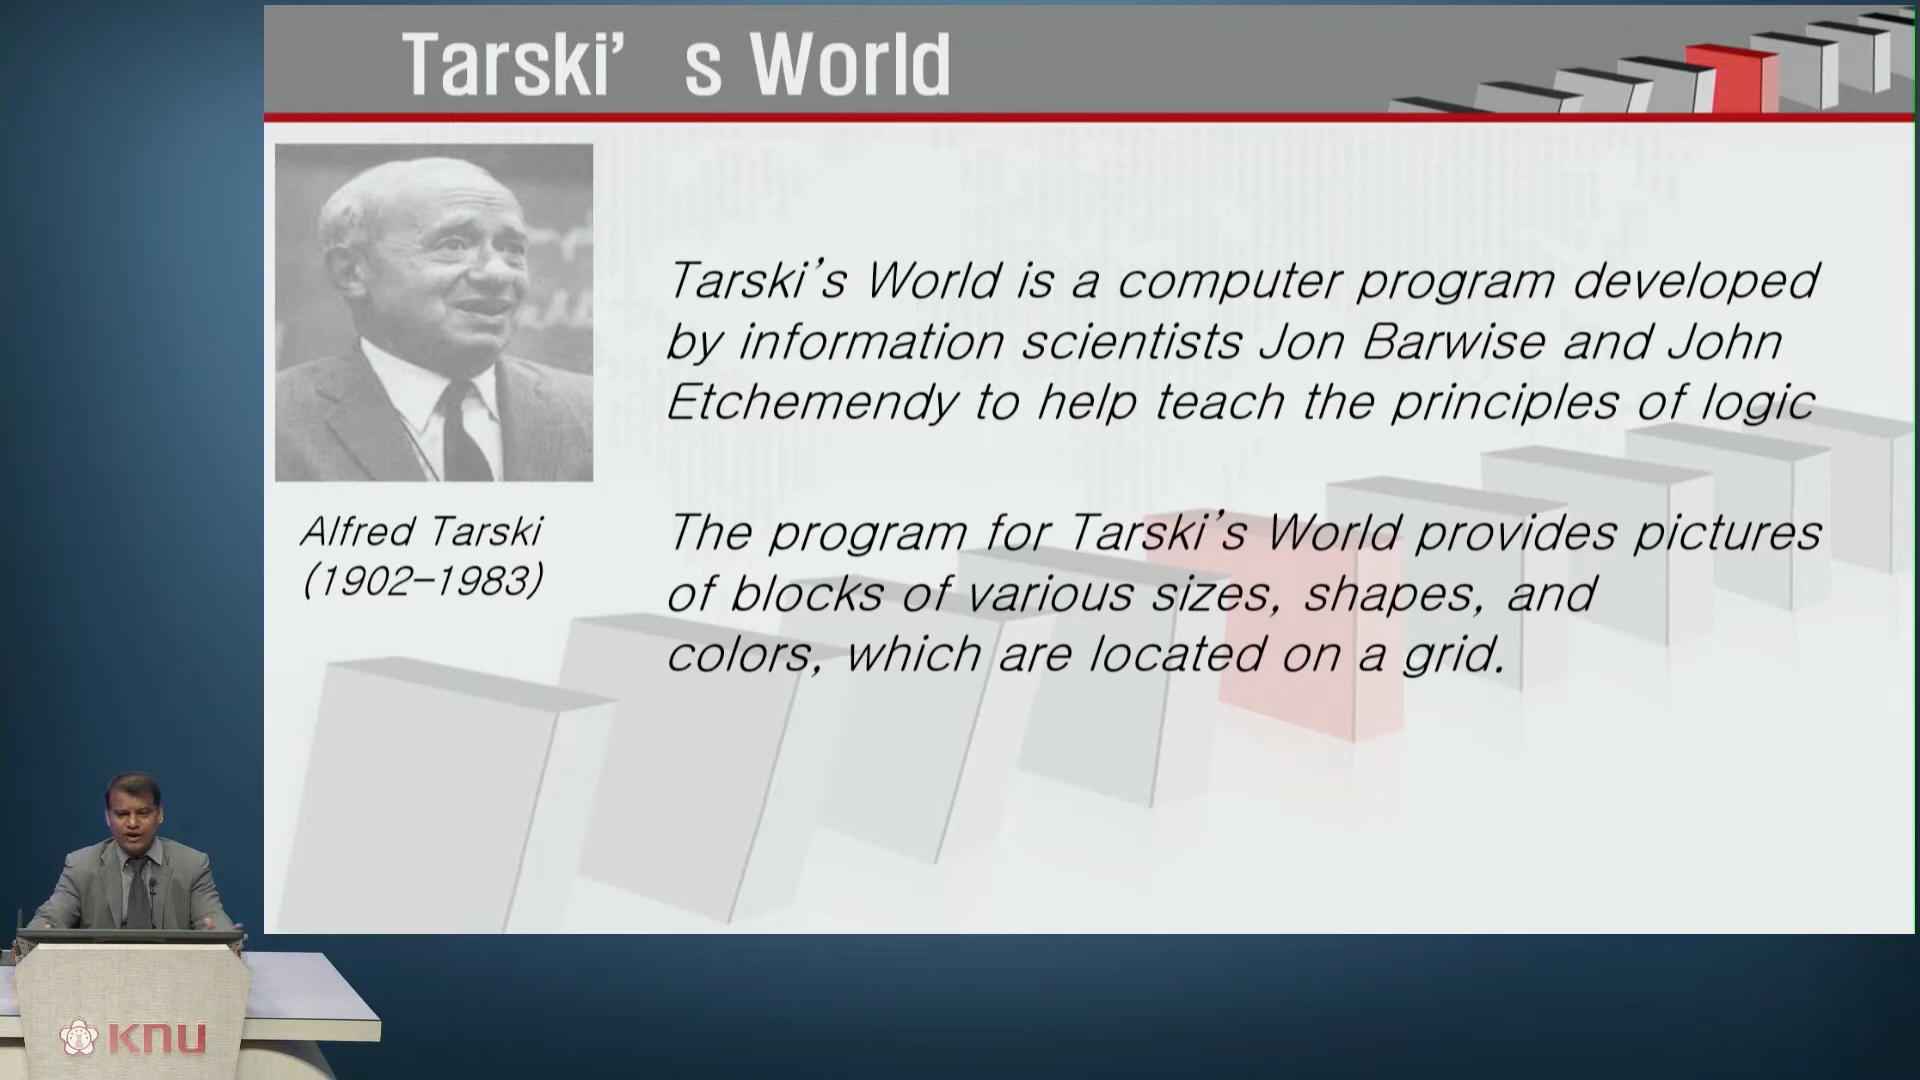 Tarski’ s World
Tarski’s World is a computer program developed
by information scientists Jon Barwise and John
Etchemendy to help teach the principles of logic
Alfred Tarski
(1902-1983)
The program for Tarski’s World provides pictures
of blocks of various sizes, shapes, and
colors, which are located on a grid.
KNU